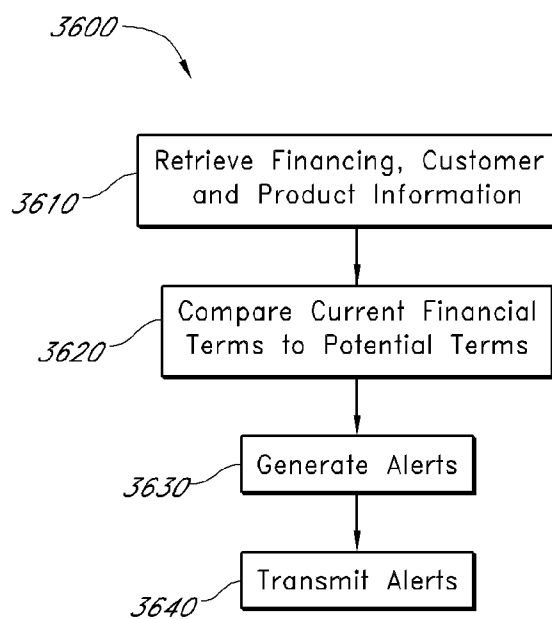 3600
Retrieve Financing, Customer
and Product Information
3610
Compare Current Financial
Terms to Potential Terms
3620
Generate Alerts
3630
Transmit Alerts
3640